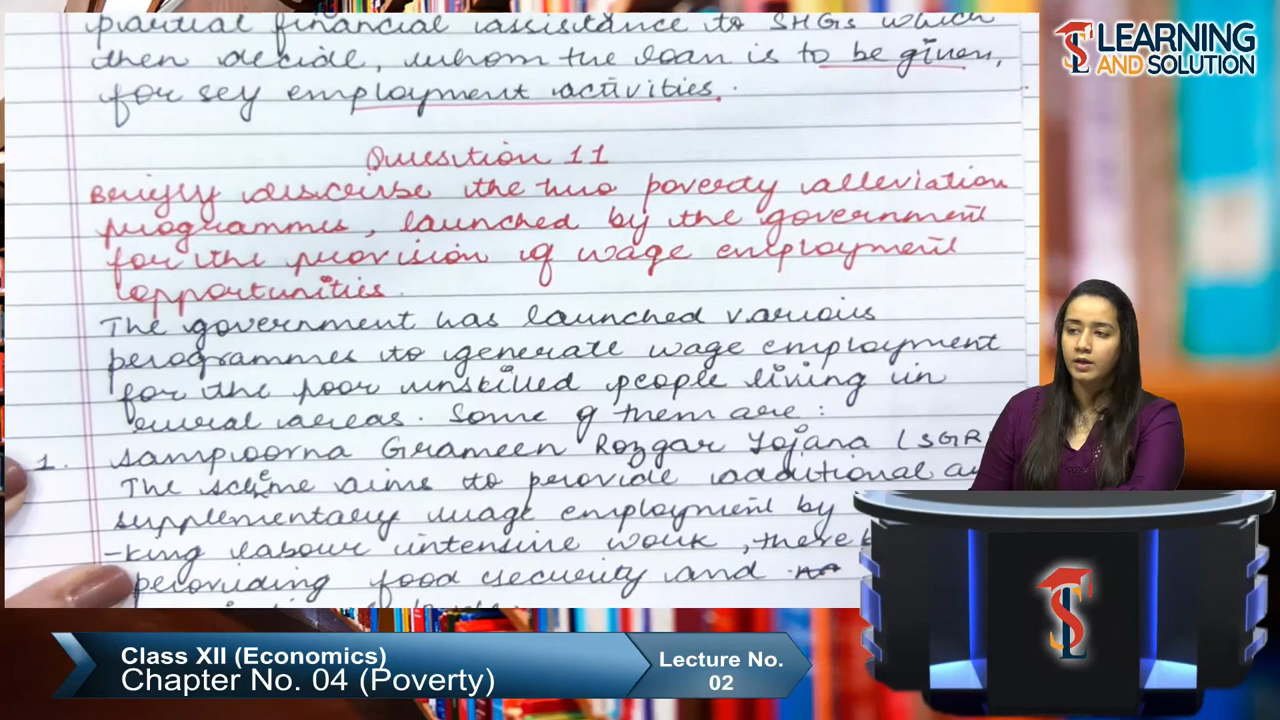 partial financial assistance to SHGs which
then decide, whom the loan is to be given,
for sey employment activities.
Question 11
Briefly describe the two poverty alleviation
programmes, launched by the government
for the provision of wage employment
opportunities.
The government has launched various
programmes to generate wage employment
for the poor unskilled people living in
rural areas. Some of them are:
1. Sampoorna Grameen Rozgar Yojana (SGR
The scheme aims to provide additional
supplementary wage employment by
-king labour intensive work,
providing food security and
LEARNING
AND SOLUTION
Class XII (Economics)
Chapter No. 04 (Poverty)
Lecture No.
02